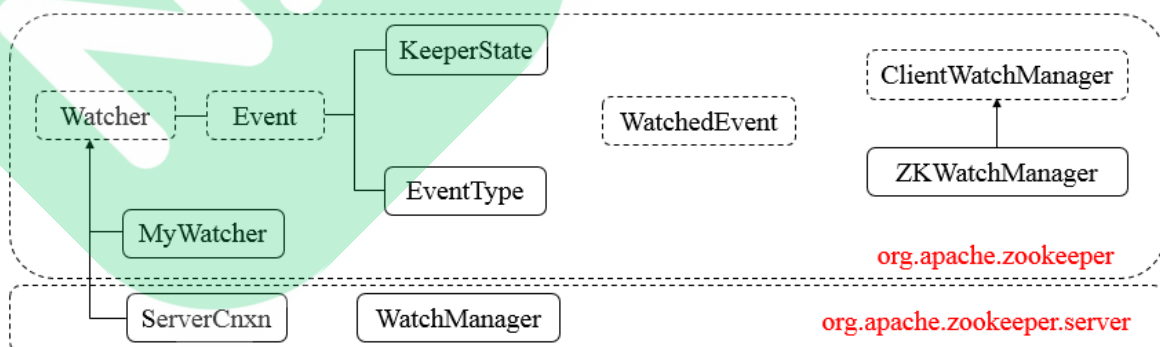 KeeperState
ClientWatchManager
Watcher
Event
WatchedEvent
ZKWatchManager
EventType
MyWatcher
org.apache.zookeeper
ServerCnxn
WatchManager
org.apache.zookeeper.server